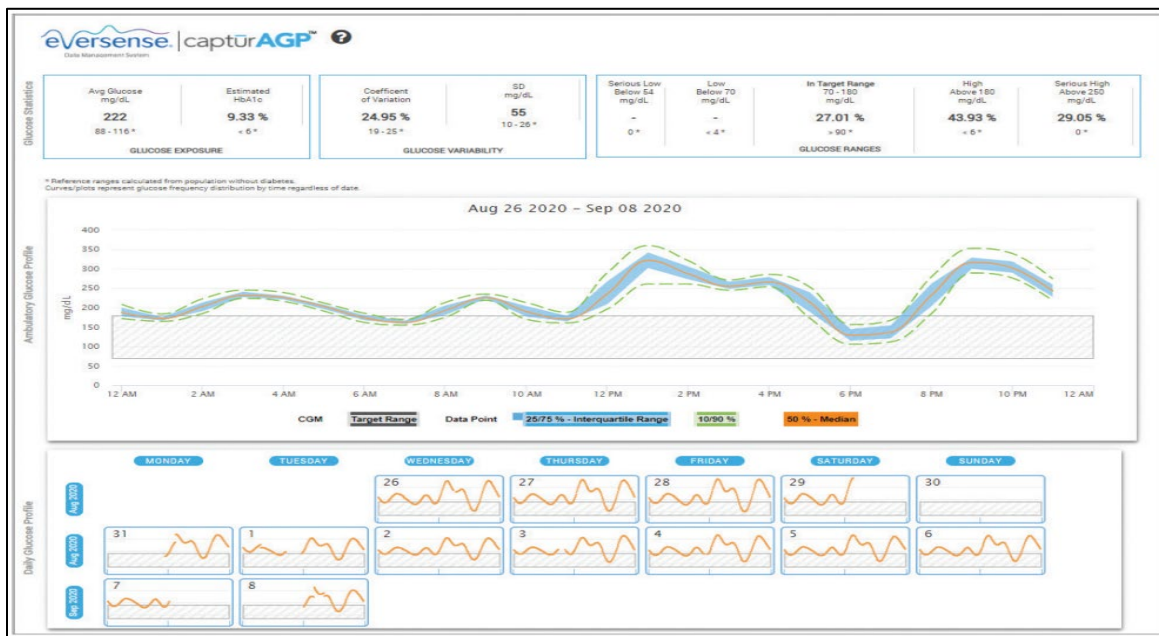 eversense. | captūrAGP™ ?
Data Management System
Glucose Statistics
Avg Glucose
mg/dL
222
88 - 116 *
Estimated
HbA1c
9.33 %
< 6 *
GLUCOSE EXPOSURE
Coefficent
of Variation
24.95 %
19 - 25 *
SD
mg/dL
55
10 - 26 *
GLUCOSE VARIABILITY
Serious Low
Below 54
mg/dL
-
0 *
Low
Below 70
mg/dL
-
< 4 *
In Target Range
70 - 180
mg/dL
27.01 %
> 90 *
High
Above 180
mg/dL
43.93 %
< 6 *
Serious High
Above 250
mg/dL
29.05 %
0 *
GLUCOSE RANGES
* Reference ranges calculated from population without diabetes.
Curves/plots represent glucose frequency distribution by time regardless of date.
Ambulatory Glucose Profile
Aug 26 2020 – Sep 08 2020
mg/dL
400
350
300
250
200
150
100
50
0
12 AM 2 AM 4 AM 6 AM 8 AM 10 AM 12 PM 2 PM 4 PM 6 PM 8 PM 10 PM 12 AM
CGM Target Range Data Point 25/75 % - Interquartile Range 10/90 % 50 % - Median
Daily Glucose Profile
MONDAY TUESDAY WEDNESDAY THURSDAY FRIDAY SATURDAY SUNDAY
Aug 2020
26 27 28 29 30
Aug 2020
31 1 2 3 4 5 6
Sep 2020
7 8